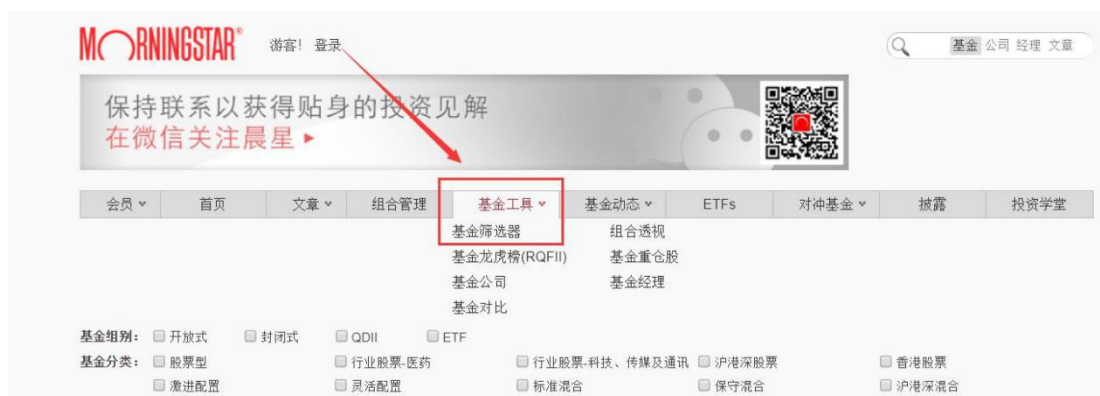 MORNINGSTAR® 游客! 登录 基金 公司 经理 文章
保持联系以获得贴身的投资见解
在微信关注晨星
会员 首页 文章 组合管理 基金工具 基金动态 ETFs 对冲基金 披露 投资学堂
基金筛选器 组合透视
基金龙虎榜(RQFII) 基金重仓股
基金公司 基金经理
基金对比
基金组别: 开放式 封闭式 QDII ETF
基金分类: 股票型 行业股票-医药 行业股票-科技、传媒及通讯 沪港深股票 香港股票
激进配置 灵活配置 标准混合 保守混合 沪港深混合